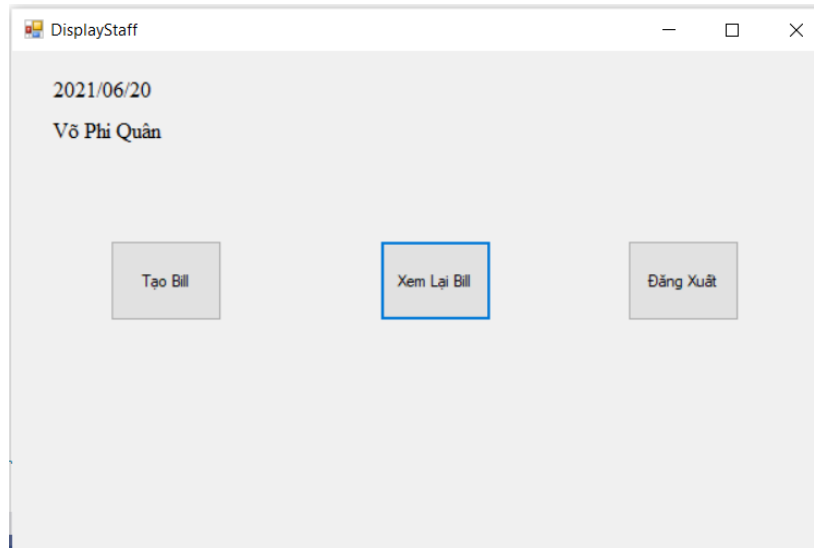 DisplayStaff
2021/06/20
Võ Phi Quân
Tạo Bill
Xem Lại Bill
Đăng Xuất